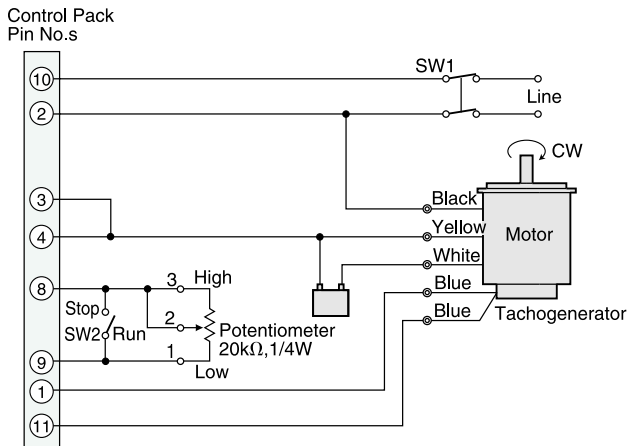 Control Pack
Pin No.s
10
SW1
Line
2
CW
3
Black
4
Yellow
Motor
White
8
3 High
Blue
Stop
Tachogenerator
SW2 Run
2
Potentiometer
Blue
20kΩ,1/4W
9
1
Low
1
11